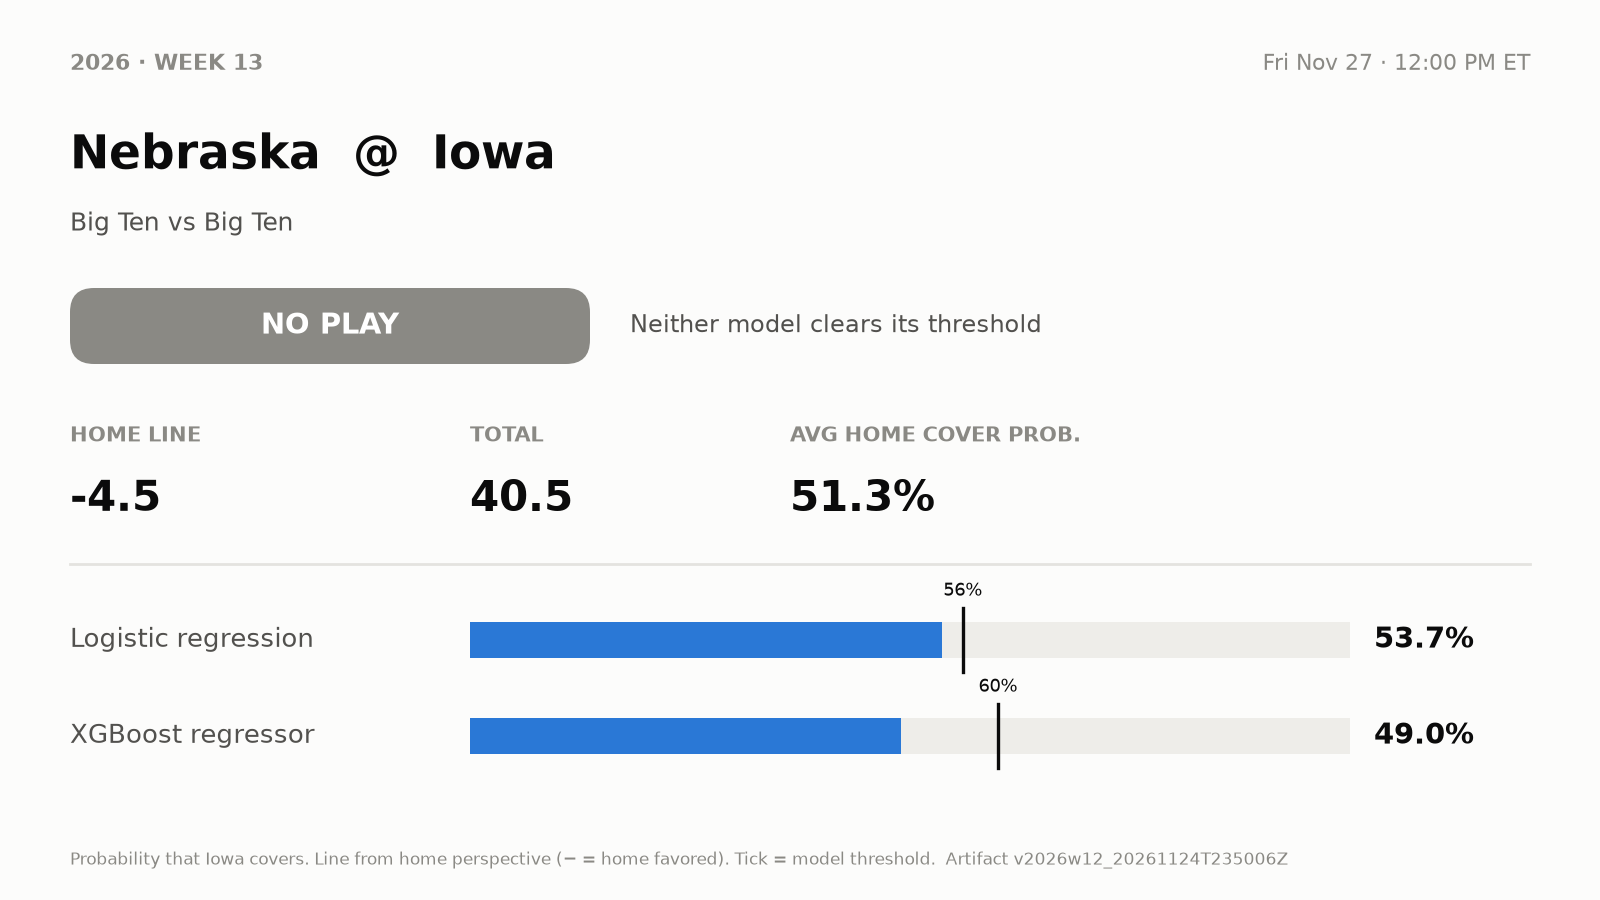 2026 · WEEK 13
Fri Nov 27 · 12:00 PM ET
Nebraska @ Iowa
Big Ten vs Big Ten
NO PLAY
Neither model clears its threshold
HOME LINE
TOTAL
AVG HOME COVER PROB.
-4.5
40.5
51.3%
56%
Logistic regression
53.7%
60%
XGBoost regressor
49.0%
Probability that Iowa covers. Line from home perspective (− = home favored). Tick = model threshold.  Artifact v2026w12_20261124T235006Z